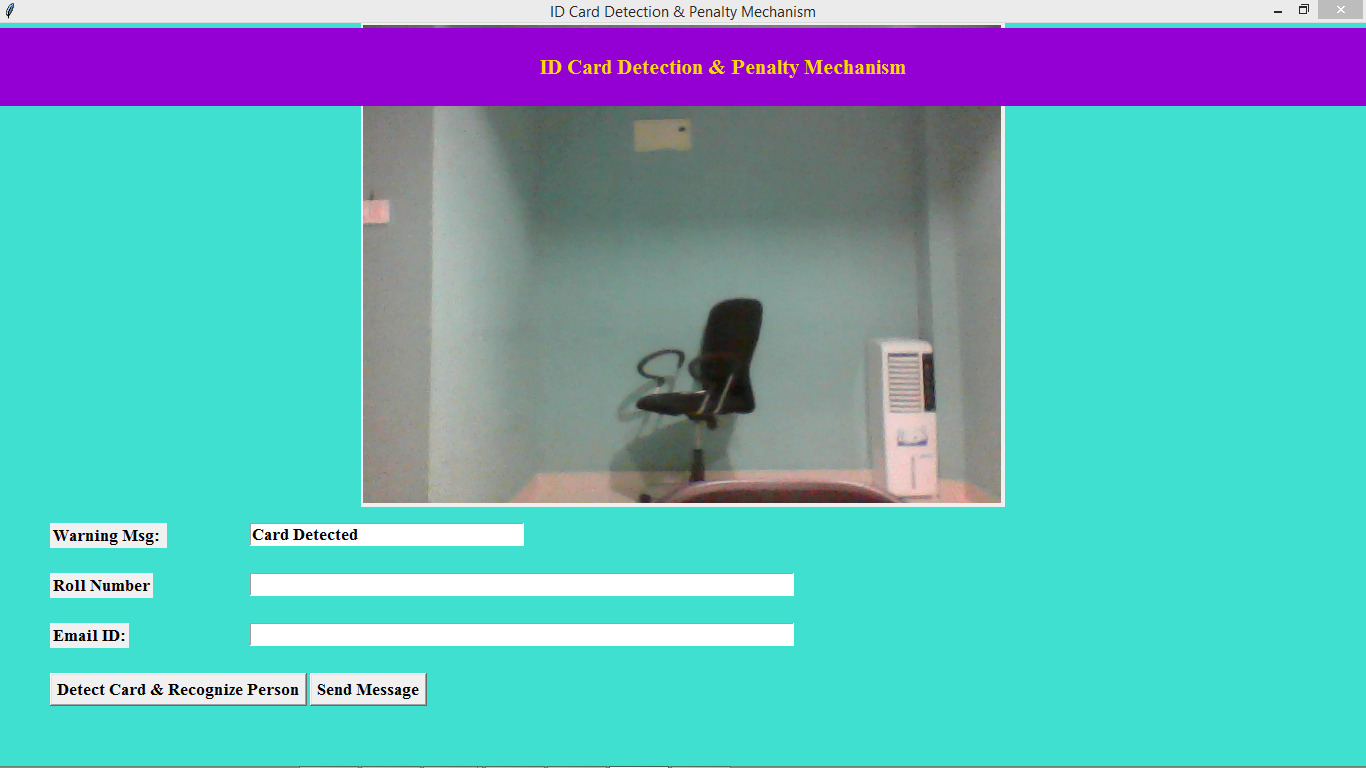 ID Card Detection & Penalty Mechanism
ID Card Detection & Penalty Mechanism
Warning Msg: Card Detected
Roll Number
Email ID:
Detect Card & Recognize Person Send Message